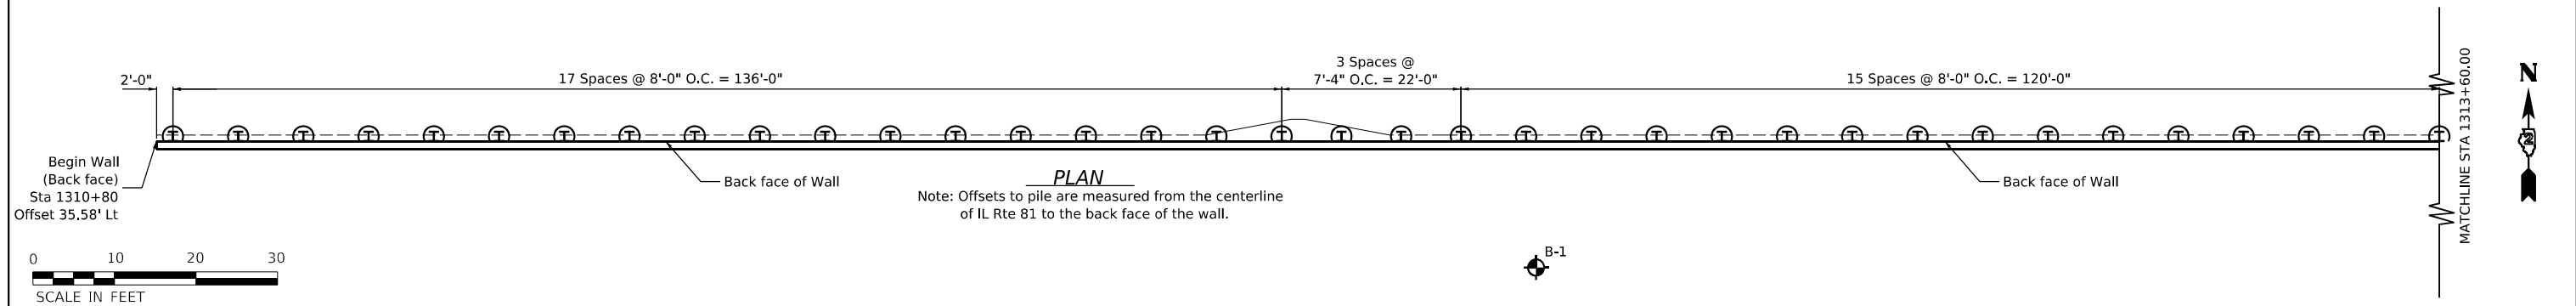 2'-0"
17 Spaces @ 8'-0" O.C. = 136'-0"
3 Spaces @
7'-4" O.C. = 22'-0"
15 Spaces @ 8'-0" O.C. = 120'-0"
MATCHLINE STA 1313+60.00
N
Begin Wall
(Back face)
Sta 1310+80
Offset 35.58' Lt
Back face of Wall
PLAN
Note: Offsets to pile are measured from the centerline
of IL Rte 81 to the back face of the wall.
Back face of Wall
B-1
0 10 20 30
SCALE IN FEET